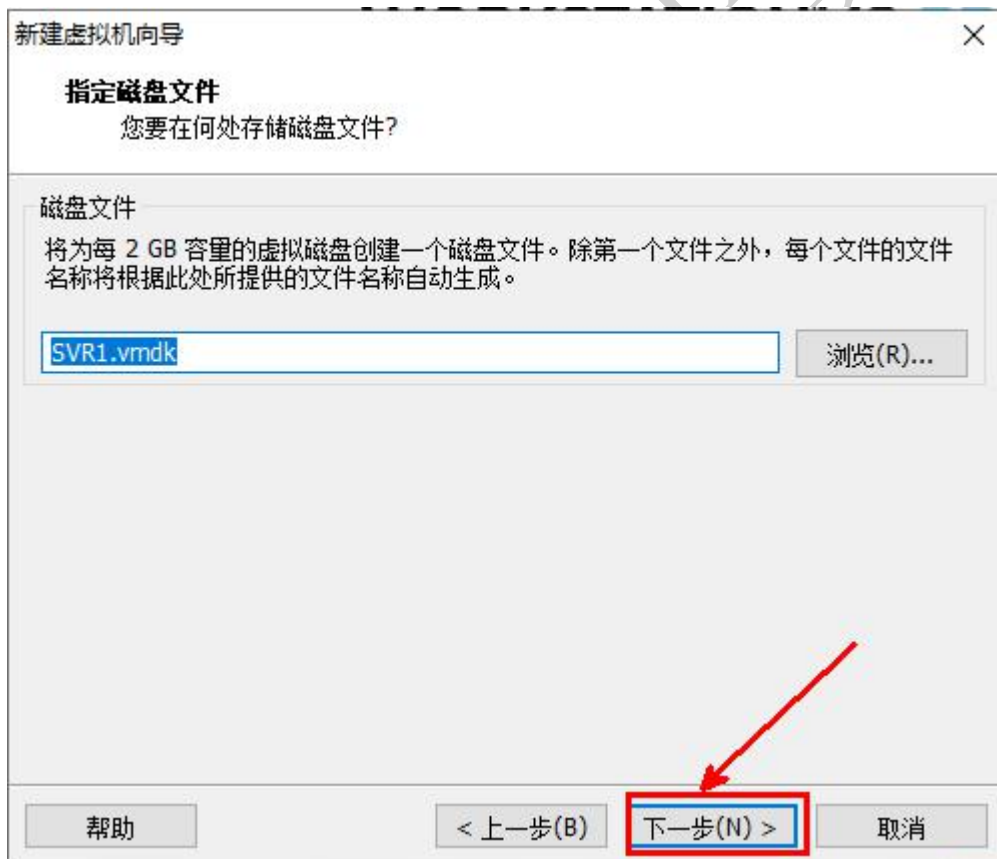 新建虚拟机向导
指定磁盘文件
您要在何处存储磁盘文件?
磁盘文件
将为每 2 GB 容量的虚拟磁盘创建一个磁盘文件。除第一个文件之外，每个文件的文件
名称将根据此处所提供的文件名称自动生成。
SVR1.vmdk
浏览(R)...
帮助
< 上一步(B)
下一步(N) >
取消